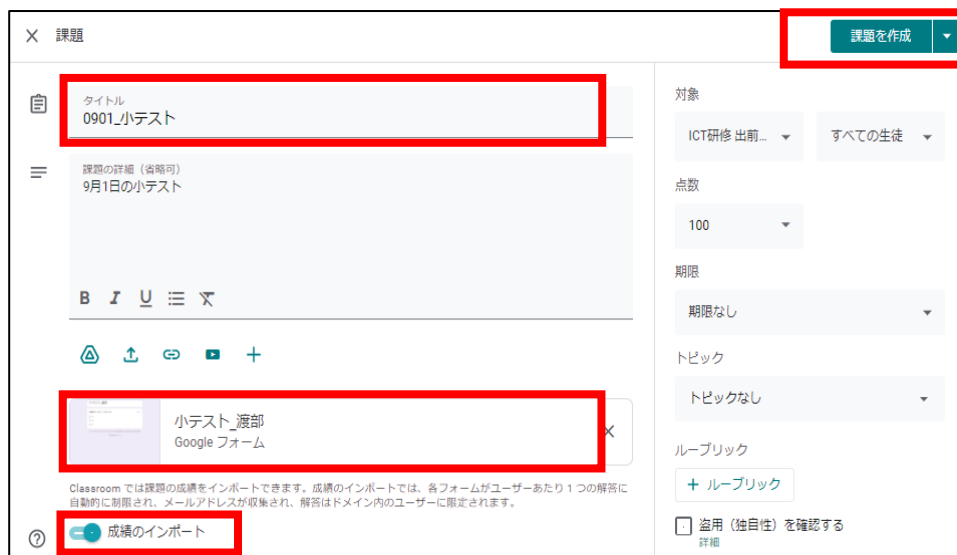 課題
課題を作成
タイトル
0901_小テスト
課題の詳細（省略可）
9月1日の小テスト
B I U
小テスト_渡部
Google フォーム
Classroom では課題の成績をインポートできます。成績のインポートでは、各フォームがユーザーあたり 1 つの解答に
自動的に制限され、メールアドレスが収集され、解答はドメイン内のユーザーに限定されます。
成績のインポート
対象
ICT研修 出前...
すべての生徒
点数
100
期限
期限なし
トピック
トピックなし
ルーブリック
+ ルーブリック
盗用（独自性）を確認する
詳細